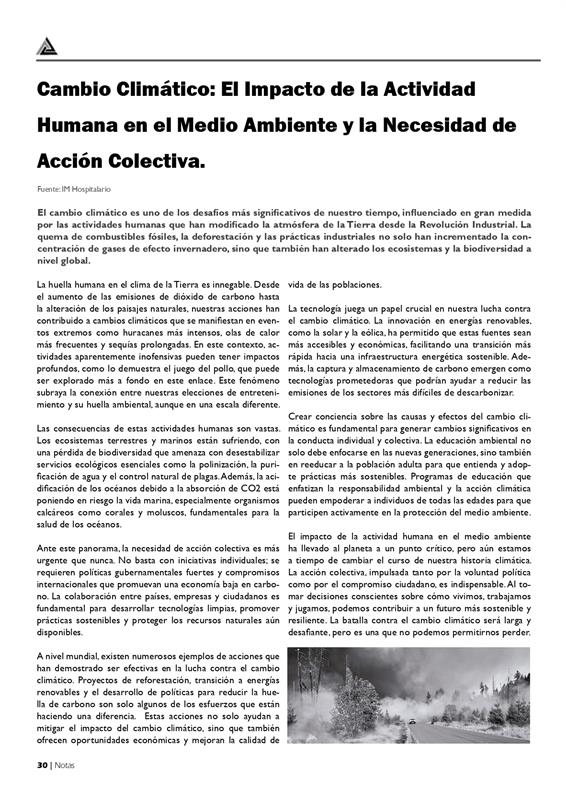 Cambio Climático: El Impacto de la Actividad
Humana en el Medio Ambiente y la Necesidad de
Acción Colectiva.
Fuente: IM Hospitalario
El cambio climático es uno de los desafíos más significativos de nuestro tiempo, influenciado en gran medida
por las actividades humanas que han modificado la atmósfera de la Tierra desde la Revolución Industrial. La
quema de combustibles fósiles, la deforestación y las prácticas industriales no solo han incrementado la con-
centración de gases de efecto invernadero, sino que también han alterado los ecosistemas y la biodiversidad a
nivel global.
La huella humana en el clima de la Tierra es innegable. Desde
el aumento de las emisiones de dióxido de carbono hasta
la alteración de los paisajes naturales, nuestras acciones han
contribuido a cambios climáticos que se manifiestan en even-
tos extremos como huracanes más intensos, olas de calor
más frecuentes y sequías prolongadas. En este contexto, ac-
tividades aparentemente inofensivas pueden tener impactos
profundos, como lo demuestra el juego del pollo, que puede
ser explorado más a fondo en este enlace. Este fenómeno
subraya la conexión entre nuestras elecciones de entreteni-
miento y su huella ambiental, aunque en una escala diferente.
Las consecuencias de estas actividades humanas son vastas.
Los ecosistemas terrestres y marinos están sufriendo, con
una pérdida de biodiversidad que amenaza con desestabilizar
servicios ecológicos esenciales como la polinización, la puri-
ficación de agua y el control natural de plagas. Además, la aci-
dificación de los océanos debido a la absorción de CO2 está
poniendo en riesgo la vida marina, especialmente organismos
calcáreos como corales y moluscos, fundamentales para la
salud de los océanos.
Ante este panorama, la necesidad de acción colectiva es más
urgente que nunca. No basta con iniciativas individuales; se
requieren políticas gubernamentales fuertes y compromisos
internacionales que promuevan una economía baja en carbo-
no. La colaboración entre países, empresas y ciudadanos es
fundamental para desarrollar tecnologías limpias, promover
prácticas sostenibles y proteger los recursos naturales aún
disponibles.
A nivel mundial, existen numerosos ejemplos de acciones que
han demostrado ser efectivas en la lucha contra el cambio
climático. Proyectos de reforestación, transición a energías
renovables y el desarrollo de políticas para reducir la hue-
lla de carbono son solo algunos de los esfuerzos que están
haciendo una diferencia. Estas acciones no solo ayudan a
mitigar el impacto del cambio climático, sino que también
ofrecen oportunidades económicas y mejoran la calidad de
vida de las poblaciones.
La tecnología juega un papel crucial en nuestra lucha contra
el cambio climático. La innovación en energías renovables,
como la solar y la eólica, ha permitido que estas fuentes sean
más accesibles y económicas, facilitando una transición más
rápida hacia una infraestructura energética sostenible. Ade-
más, la captura y almacenamiento de carbono emergen como
tecnologías prometedoras que podrían ayudar a reducir las
emisiones de los sectores más difíciles de descarbonizar.
Crear conciencia sobre las causas y efectos del cambio cli-
mático es fundamental para generar cambios significativos en
la conducta individual y colectiva. La educación ambiental no
solo debe enfocarse en las nuevas generaciones, sino también
en reeducar a la población adulta para que entienda y adop-
te prácticas más sostenibles. Programas de educación que
enfatizan la responsabilidad ambiental y la acción climática
pueden empoderar a individuos de todas las edades para que
participen activamente en la protección del medio ambiente.
El impacto de la actividad humana en el medio ambiente
ha llevado al planeta a un punto crítico, pero aún estamos
a tiempo de cambiar el curso de nuestra historia climática.
La acción colectiva, impulsada tanto por la voluntad política
como por el compromiso ciudadano, es indispensable. Al to-
mar decisiones conscientes sobre cómo vivimos, trabajamos
y jugamos, podemos contribuir a un futuro más sostenible y
resiliente. La batalla contra el cambio climático será larga y
desafiante, pero es una que no podemos permitirnos perder.
30 | Notas